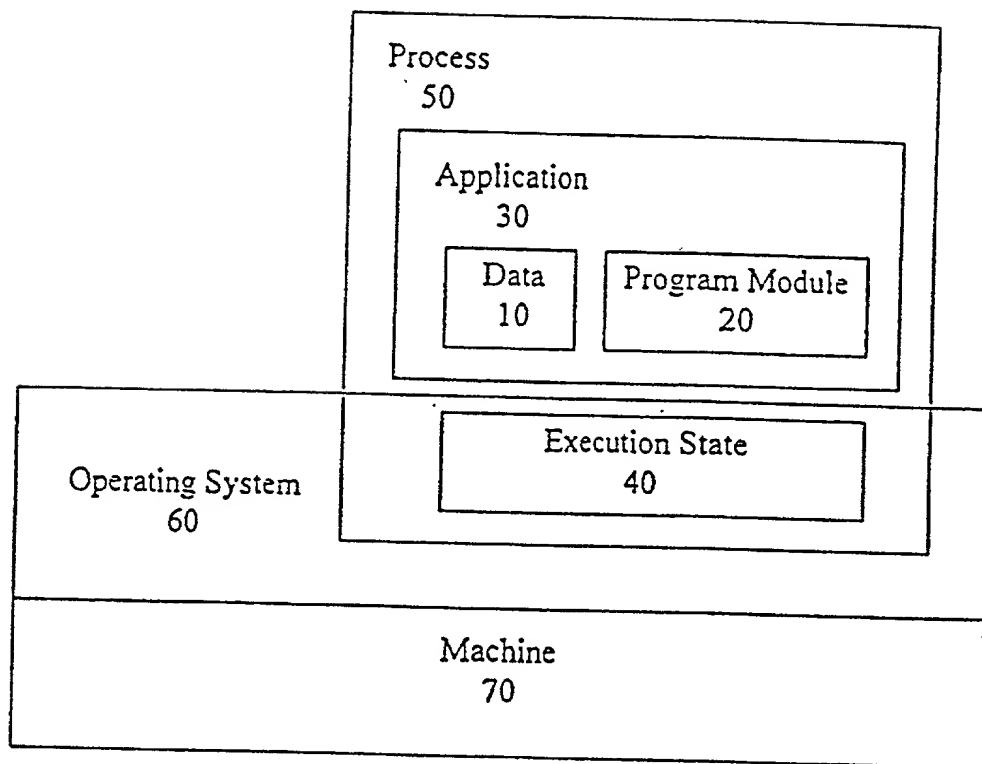 Process
50
Application
30
Data
10
Program Module
20
Execution State
40
Operating System
60
Machine
70